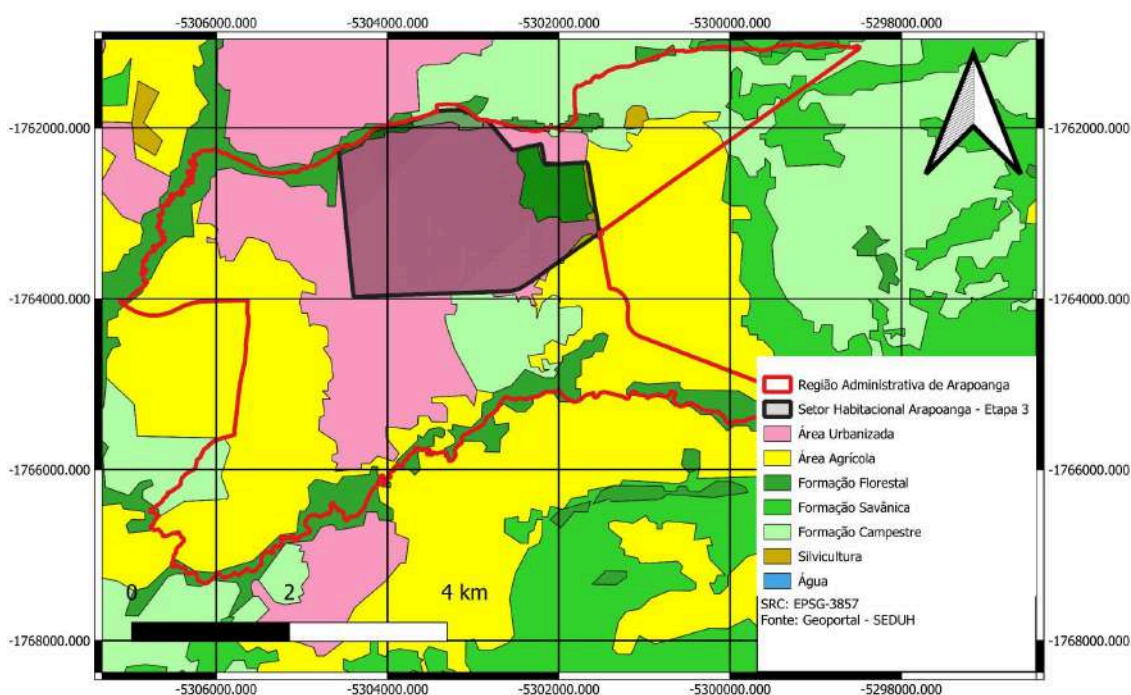 -5306000.000 -5304000.000 -5302000.000 -5300000.000 -5298000.000
-1762000.000 -1762000.000
-1764000.000 -1764000.000
Região Administrativa de Arapoanga
Setor Habitacional Arapoanga - Etapa 3
Área Urbanizada
Área Agrícola
-1766000.000 -1766000.000
Formação Florestal
Formação Savânica
Formação Campestre
Silvicultura
Água
0 2 4 km
SRC: EPSG-3857
Fonte: Geoportal - SEDUH
-1768000.000 -1768000.000
-5306000.000 -5304000.000 -5302000.000 -5300000.000 -5298000.000